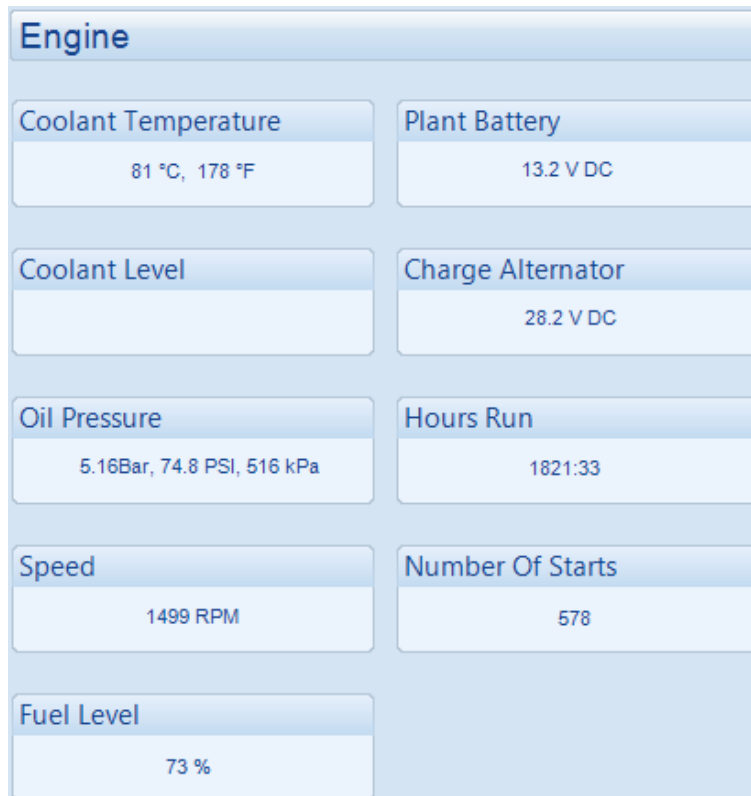 Engine
Coolant Temperature
81 °C, 178 °F
Plant Battery
13.2 V DC
Coolant Level
Charge Alternator
28.2 V DC
Oil Pressure
5.16Bar, 74.8 PSI, 516 kPa
Hours Run
1821:33
Speed
1499 RPM
Number Of Starts
578
Fuel Level
73 %